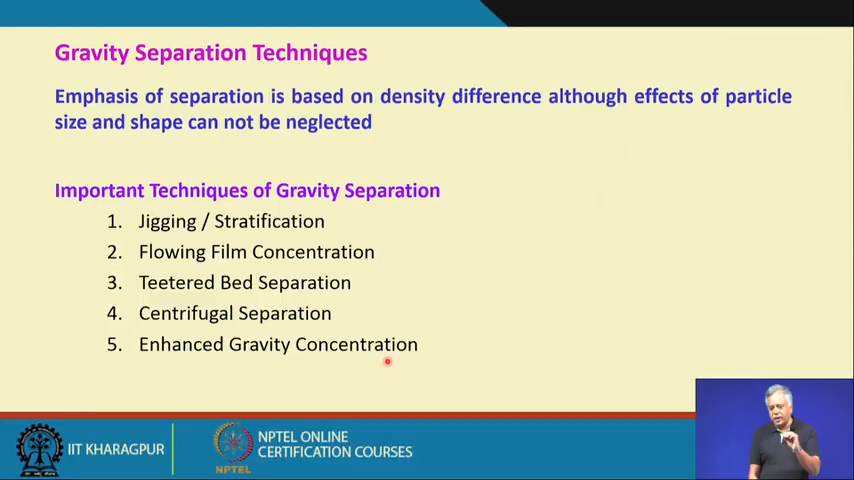 Gravity Separation Techniques
Emphasis of separation is based on density difference although effects of particle
size and shape can not be neglected
Important Techniques of Gravity Separation
1. Jigging / Stratification
2. Flowing Film Concentration
3. Teetered Bed Separation
4. Centrifugal Separation
5. Enhanced Gravity Concentration
IIT KHARAGPUR
NPTEL
NPTEL ONLINE
CERTIFICATION COURSES